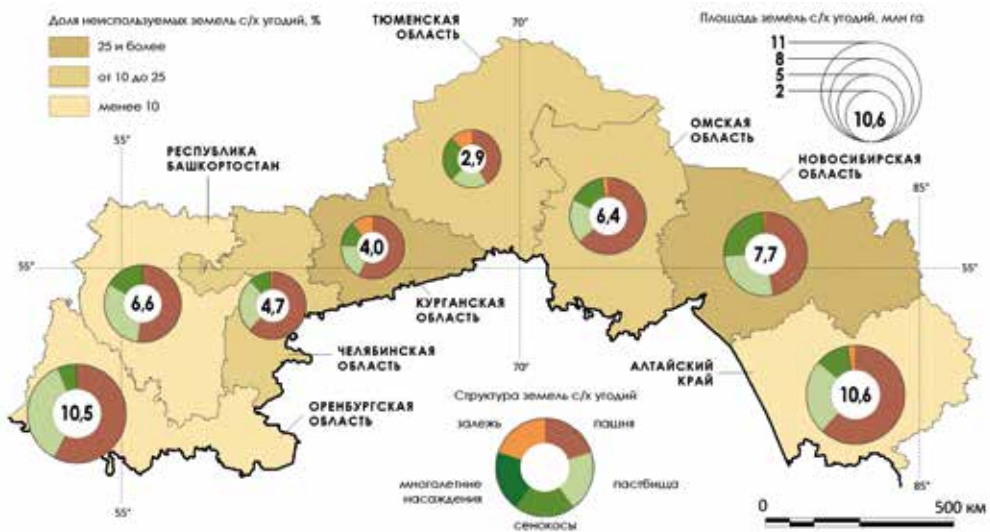 Доля неиспользуемых земель с/х угодий, %
25 и более
от 10 до 25
менее 10
ТЮМЕНСКАЯ
ОБЛАСТЬ
70°
Площадь земель с/х угодий, млн га
11
8
5
2
10,6
55°
РЕСПУБЛИКА
БАШКОРТОСТАН
2,9
ОМСКАЯ
ОБЛАСТЬ
55°
НОВОСИБИРСКАЯ
ОБЛАСТЬ
85°
6,4
4,0
7,7
55°
55°
6,6
4,7
КУРГАНСКАЯ
ОБЛАСТЬ
ЧЕЛЯБИНСКАЯ
ОБЛАСТЬ
70°
АЛТАЙСКИЙ
КРАЙ
10,5
10,6
ОРЕНБУРГСКАЯ
ОБЛАСТЬ
Структура земель с/х угодий
залежь
пашня
многолетние
насаждения
пастбища
сенокосы
85°
55°
0
500 км